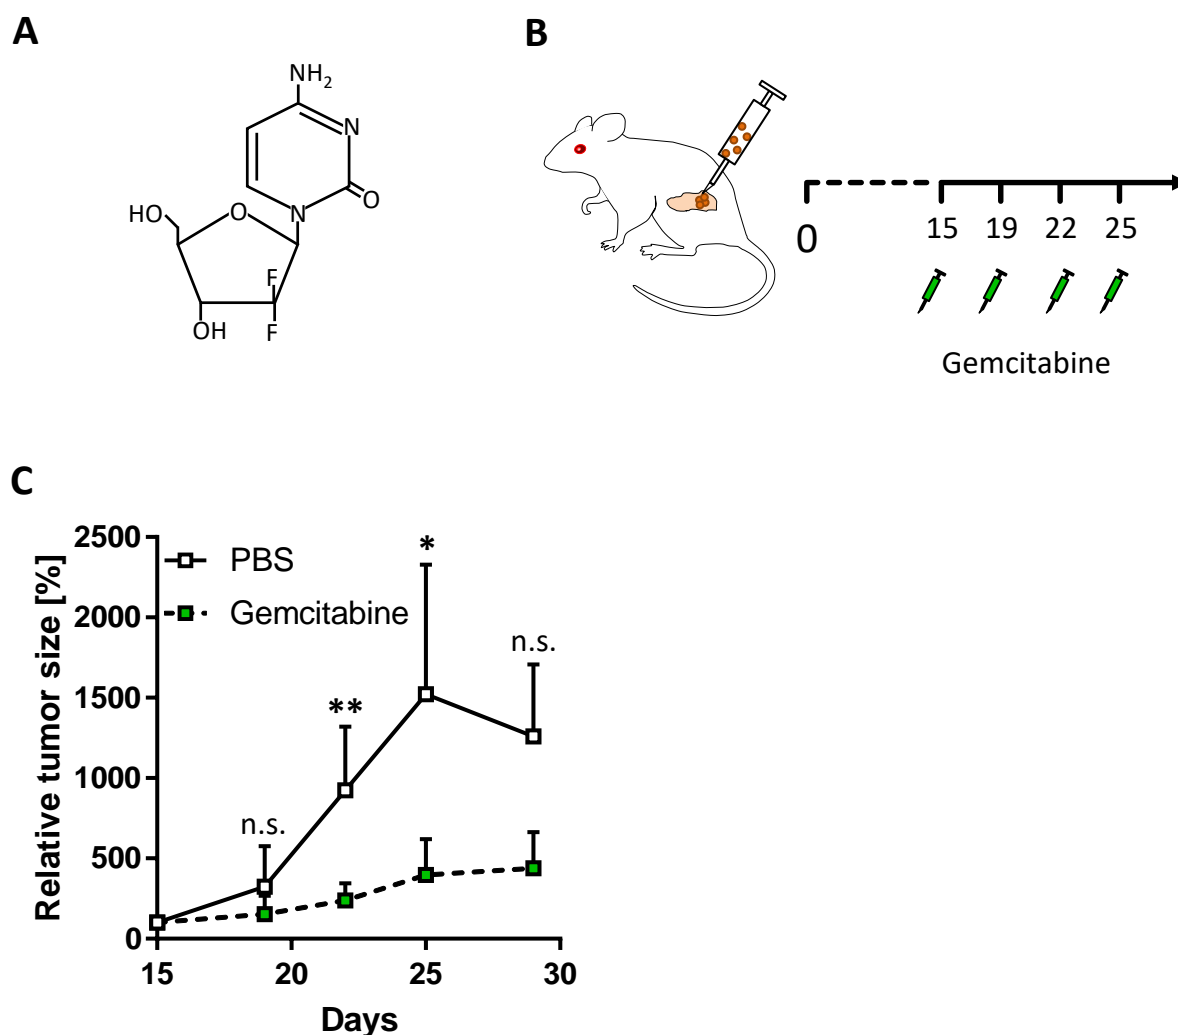 A
NH2
N
O
N
O
HO
F
F
OH
B
0
15 19 22 25
Gemcitabine
C
Relative tumor size [%]
2500
2000
1500
1000
500
0
PBS
Gemcitabine
n.s.
**
*
n.s.
15 20 25 30
Days